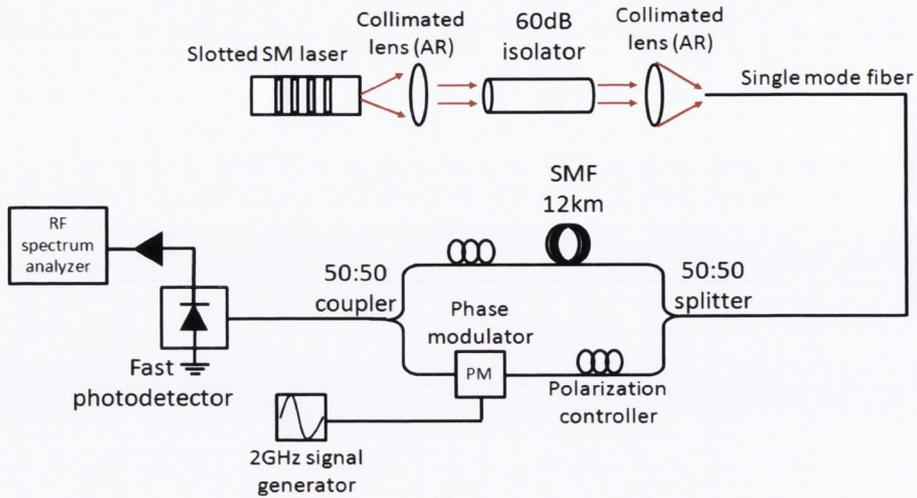 Slotted SM laser
Collimated
lens (AR)
60dB
isolator
Collimated
lens (AR)
Single mode fiber
SMF
12km
RF
spectrum
analyzer
50:50
coupler
50:50
splitter
Phase
modulator
PM
Fast
photodetector
Polarization
controller
2GHz signal
generator